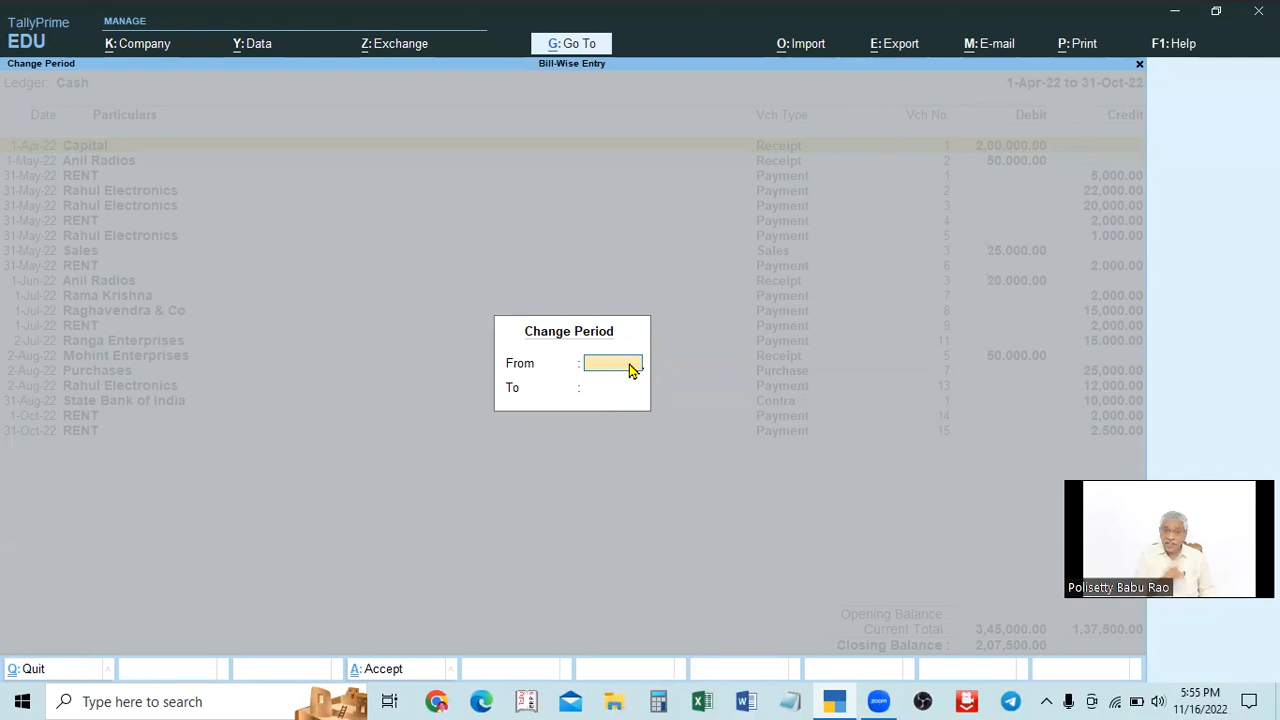 TallyPrime
MANAGE
EDU
K: Company
Y: Data
Z: Exchange
G: Go To
O: Import
E: Export
M: E-mail
P: Print
F1: Help
Change Period
Bill-Wise Entry
Ledger: Cash
1-Apr-22 to 31-Oct-22
Date Particulars Vch Type Vch No. Debit Credit
1-Apr-22 Capital Receipt 1 2,00,000.00
1-May-22 Anil Radios Receipt 2 50,000.00
31-May-22 RENT Payment 1 5,000.00
31-May-22 Rahul Electronics Payment 2 22,000.00
31-May-22 Rahul Electronics Payment 3 20,000.00
31-May-22 RENT Payment 4 2,000.00
31-May-22 Rahul Electronics Payment 5 1,000.00
31-May-22 Sales Sales 3 25,000.00
31-May-22 RENT Payment 6 2,000.00
1-Jun-22 Anil Radios Receipt 3 20,000.00
1-Jul-22 Rama Krishna Payment 7 2,000.00
1-Jul-22 Raghavendra & Co Payment 8 15,000.00
1-Jul-22 RENT Payment 9 2,000.00
2-Jul-22 Ranga Enterprises Payment 11 15,000.00
2-Aug-22 Mohint Enterprises Receipt 5 50,000.00
2-Aug-22 Purchases Purchase 7 25,000.00
2-Aug-22 Rahul Electronics Payment 13 12,000.00
31-Aug-22 State Bank of India Contra 1 10,000.00
1-Oct-22 RENT Payment 14 2,000.00
31-Oct-22 RENT Payment 15 2,500.00
Change Period
From :
To :
Polisetty Babu Rao
Opening Balance :
Current Total : 3,45,000.00 1,37,500.00
Closing Balance : 2,07,500.00
Q: Quit
A: Accept
Type here to search
zoom
5:55 PM
11/16/2022